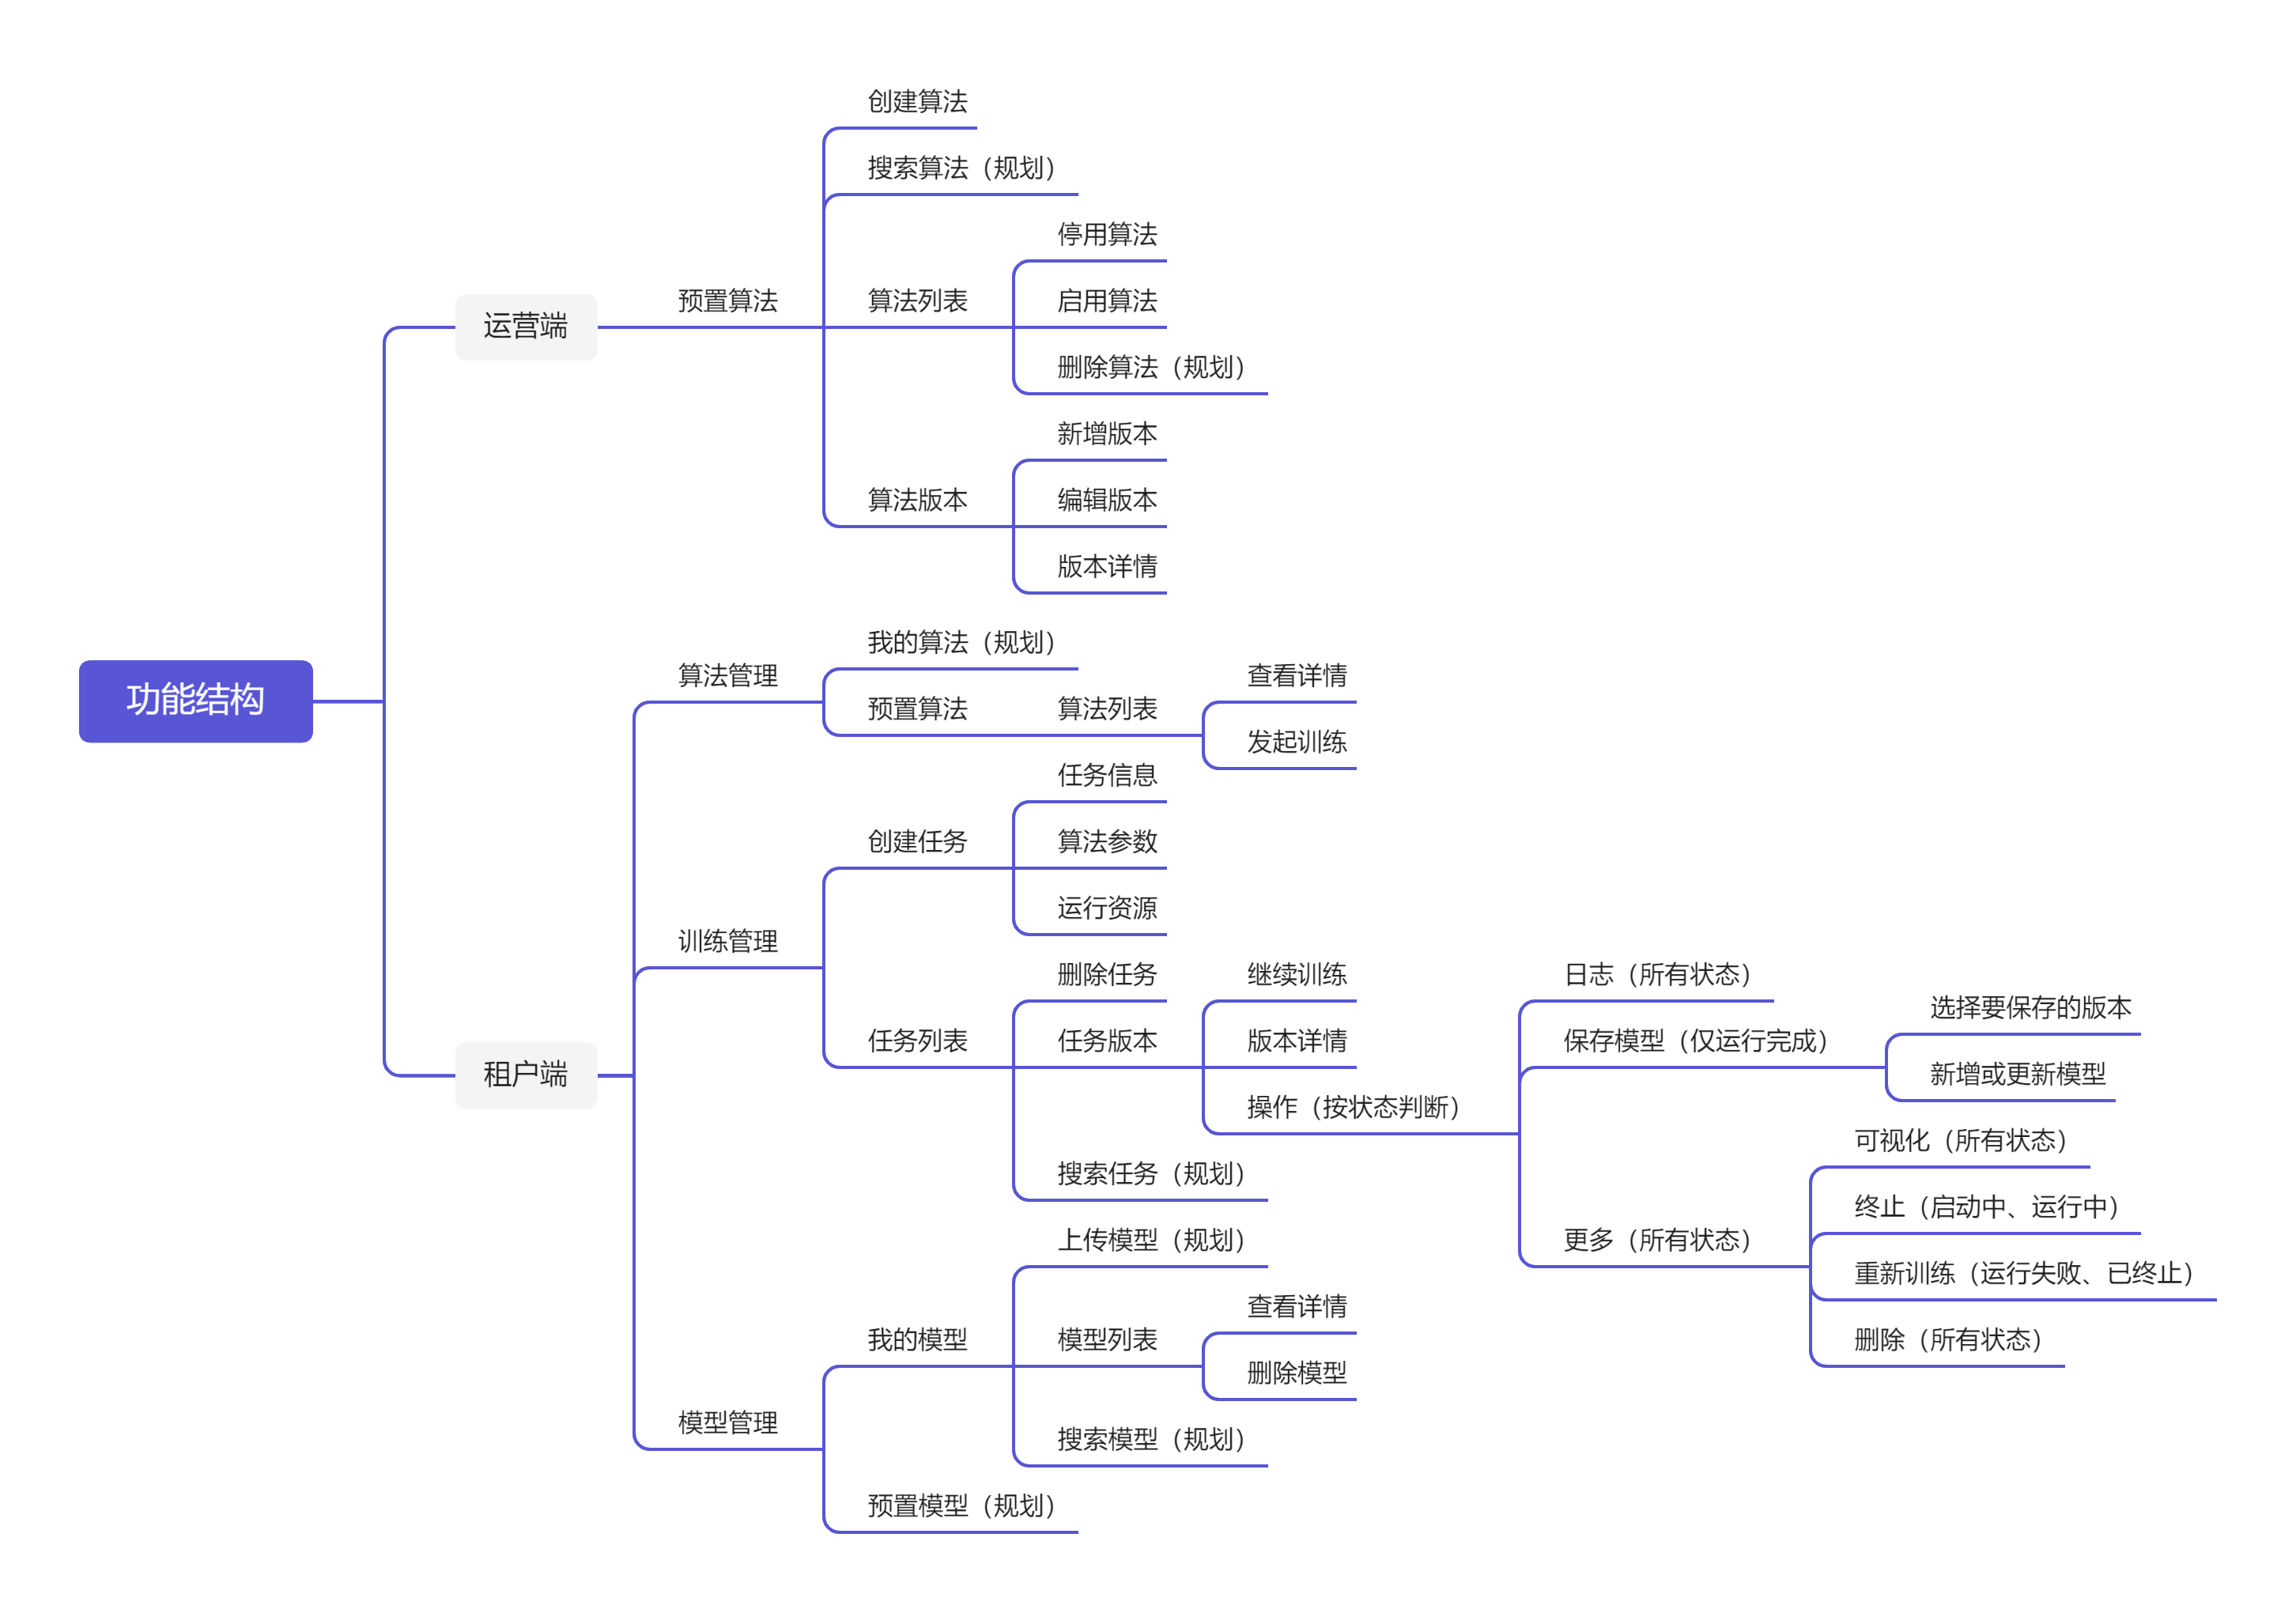 功能结构
运营端
预置算法
创建算法
搜索算法（规划）
算法列表
停用算法
启用算法
删除算法（规划）
算法版本
新增版本
编辑版本
版本详情
租户端
算法管理
我的算法（规划）
预置算法
算法列表
查看详情
发起训练
训练管理
创建任务
任务信息
算法参数
运行资源
任务列表
删除任务
任务版本
继续训练
版本详情
操作（按状态判断）
日志（所有状态）
保存模型（仅运行完成）
选择要保存的版本
新增或更新模型
更多（所有状态）
可视化（所有状态）
终止（启动中、运行中）
重新训练（运行失败、已终止）
删除（所有状态）
搜索任务（规划）
模型管理
我的模型
上传模型（规划）
模型列表
查看详情
删除模型
搜索模型（规划）
预置模型（规划）